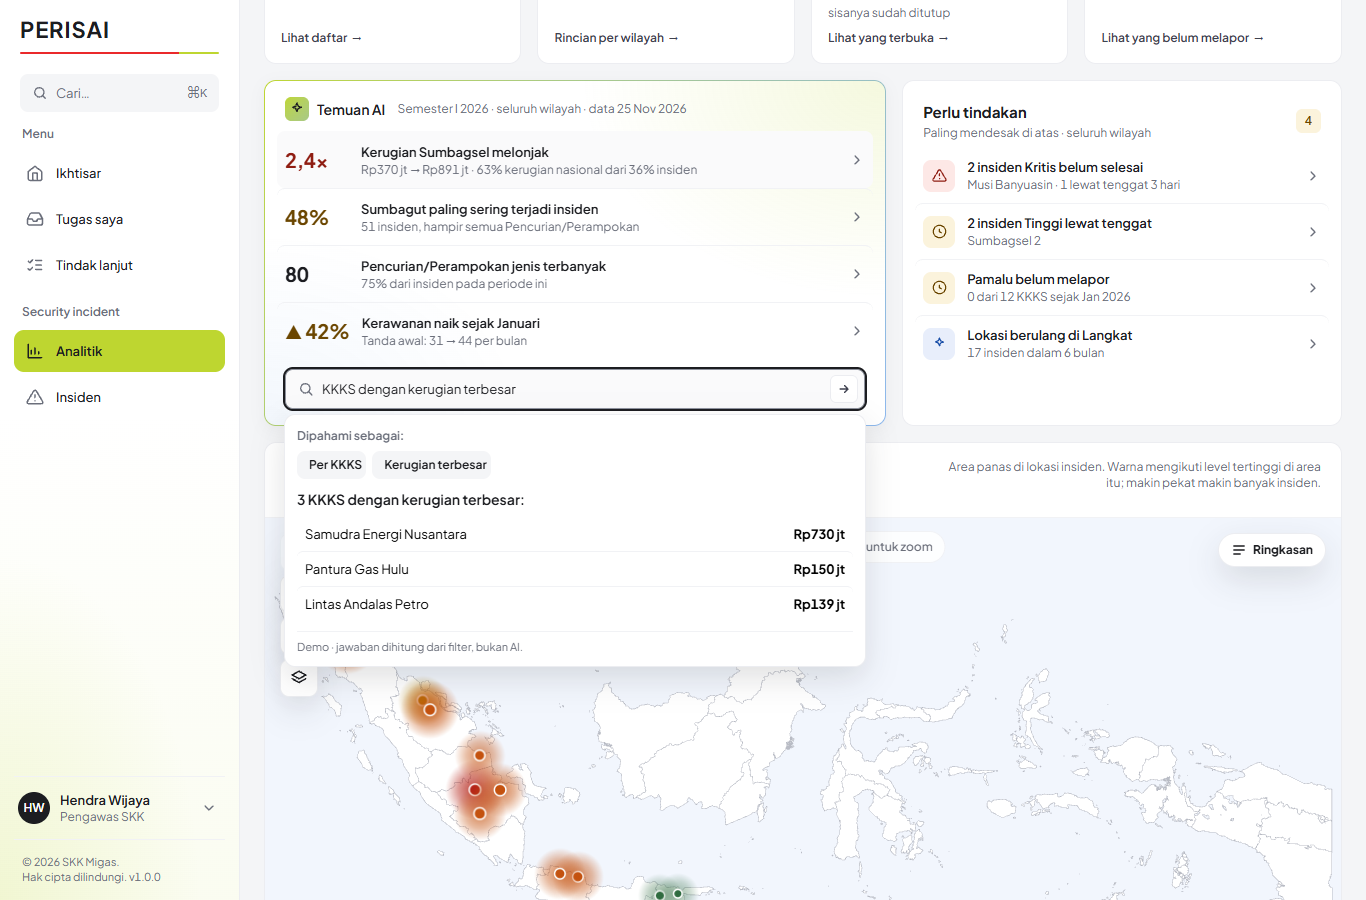 PERISAI
Cari...
⌘K
Menu
Ikhtisar
Tugas saya
Tindak lanjut
Security incident
Analitik
Insiden
HW
Hendra Wijaya
Pengawas SKK
© 2026 SKK Migas.
Hak cipta dilindungi. v1.0.0
Lihat daftar →
Rincian per wilayah →
sisanya sudah ditutup
Lihat yang terbuka →
Lihat yang belum melapor →
Temuan AI
Semester I 2026 · seluruh wilayah · data 25 Nov 2026
2,4×
Kerugian Sumbagsel melonjak
Rp370 jt → Rp891 jt · 63% kerugian nasional dari 36% insiden
48%
Sumbagut paling sering terjadi insiden
51 insiden, hampir semua Pencurian/Perampokan
80
Pencurian/Perampokan jenis terbanyak
75% dari insiden pada periode ini
▲ 42%
Kerawanan naik sejak Januari
Tanda awal: 31 → 44 per bulan
KKKS dengan kerugian terbesar
Dipahami sebagai:
Per KKKS
Kerugian terbesar
3 KKKS dengan kerugian terbesar:
Samudra Energi Nusantara
Rp730 jt
Pantura Gas Hulu
Rp150 jt
Lintas Andalas Petro
Rp139 jt
Demo · jawaban dihitung dari filter, bukan AI.
Perlu tindakan
Paling mendesak di atas · seluruh wilayah
4
2 insiden Kritis belum selesai
Musi Banyuasin · 1 lewat tenggat 3 hari
2 insiden Tinggi lewat tenggat
Sumbagsel 2
Pamalu belum melapor
0 dari 12 KKKS sejak Jan 2026
Lokasi berulang di Langkat
17 insiden dalam 6 bulan
Area panas di lokasi insiden. Warna mengikuti level tertinggi di area
itu; makin pekat makin banyak insiden.
untuk zoom
Ringkasan